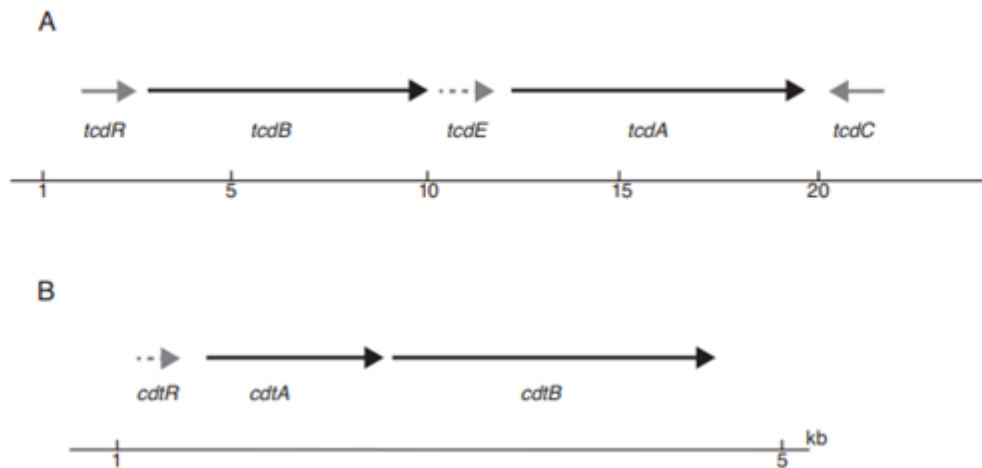 A
tcdR tcdB tcdE tcdA tcdC
1 5 10 15 20
B
cdtR cdtA cdtB
kb
1 5